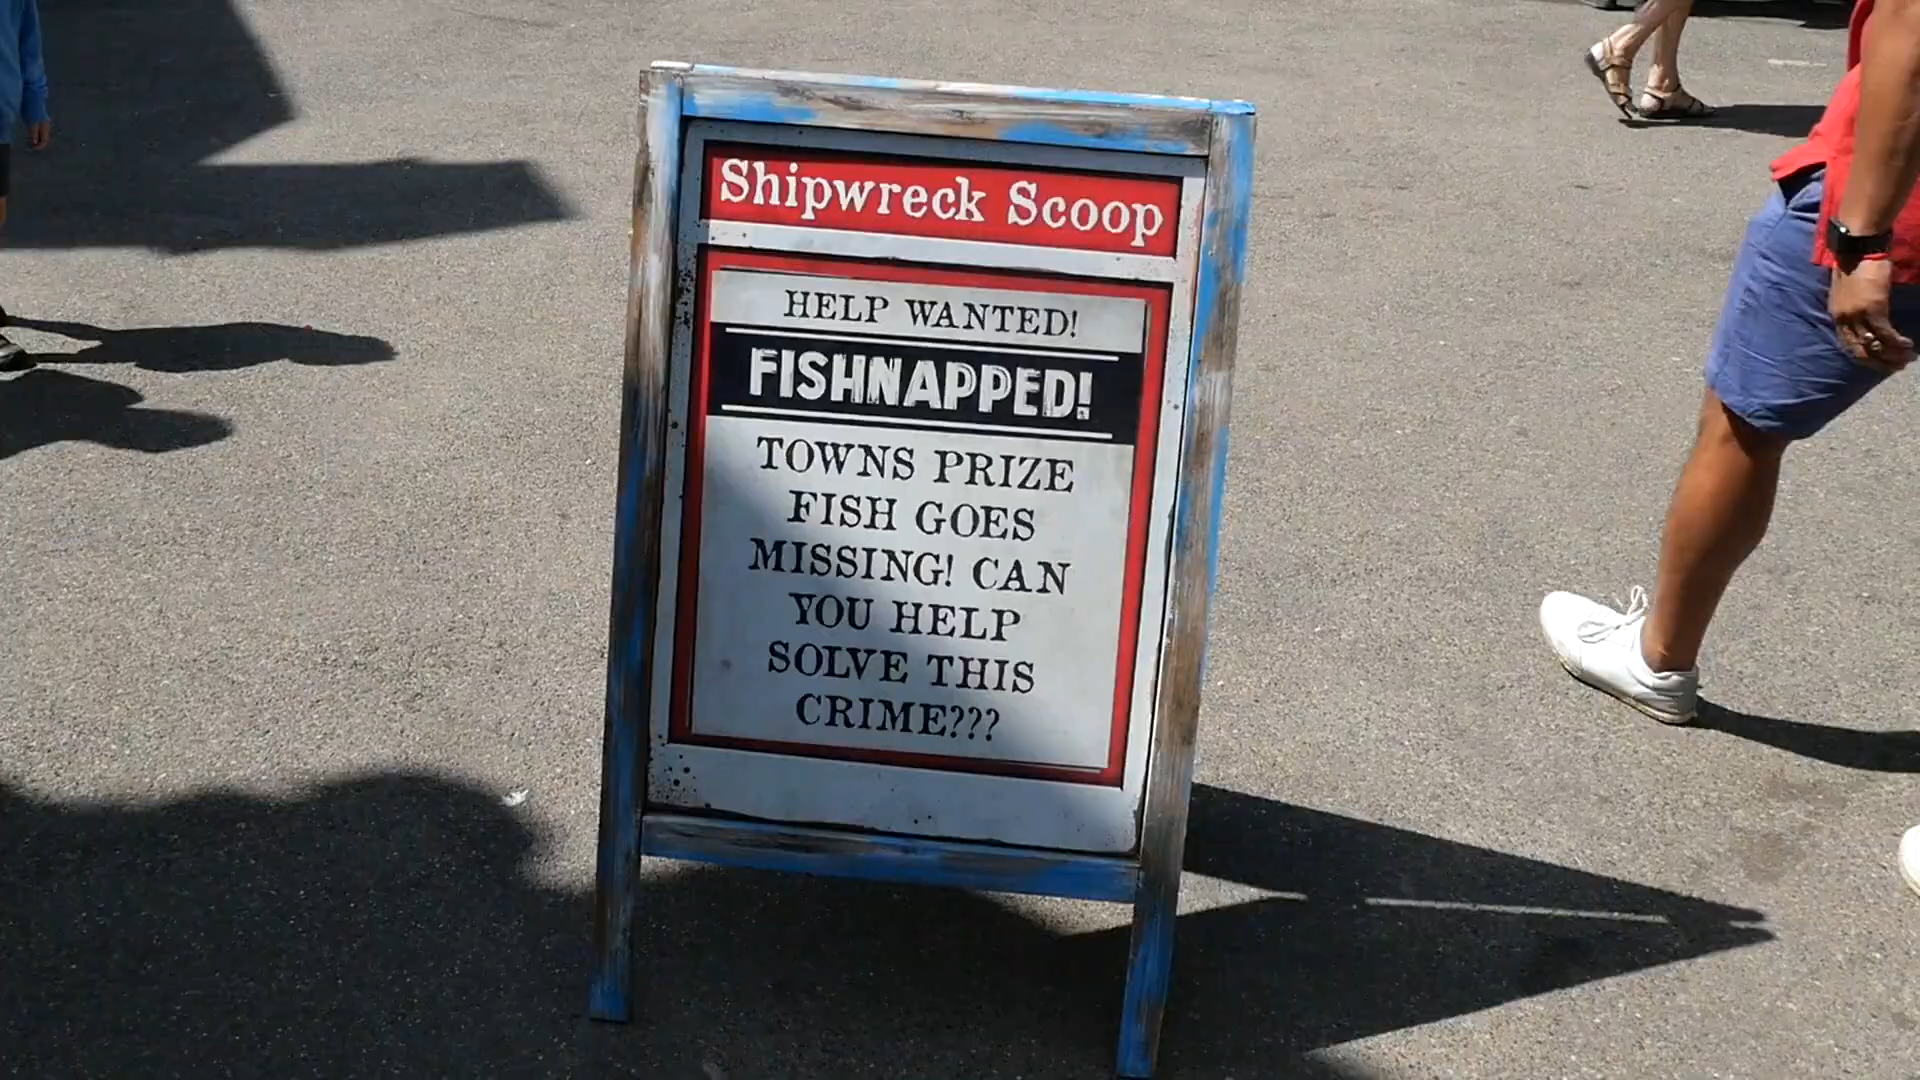 Shipwreck Scoop
HELP WANTED!
FISHNAPPED!
TOWNS PRIZE
FISH GOES
MISSING! CAN
YOU HELP
SOLVE THIS
CRIME???